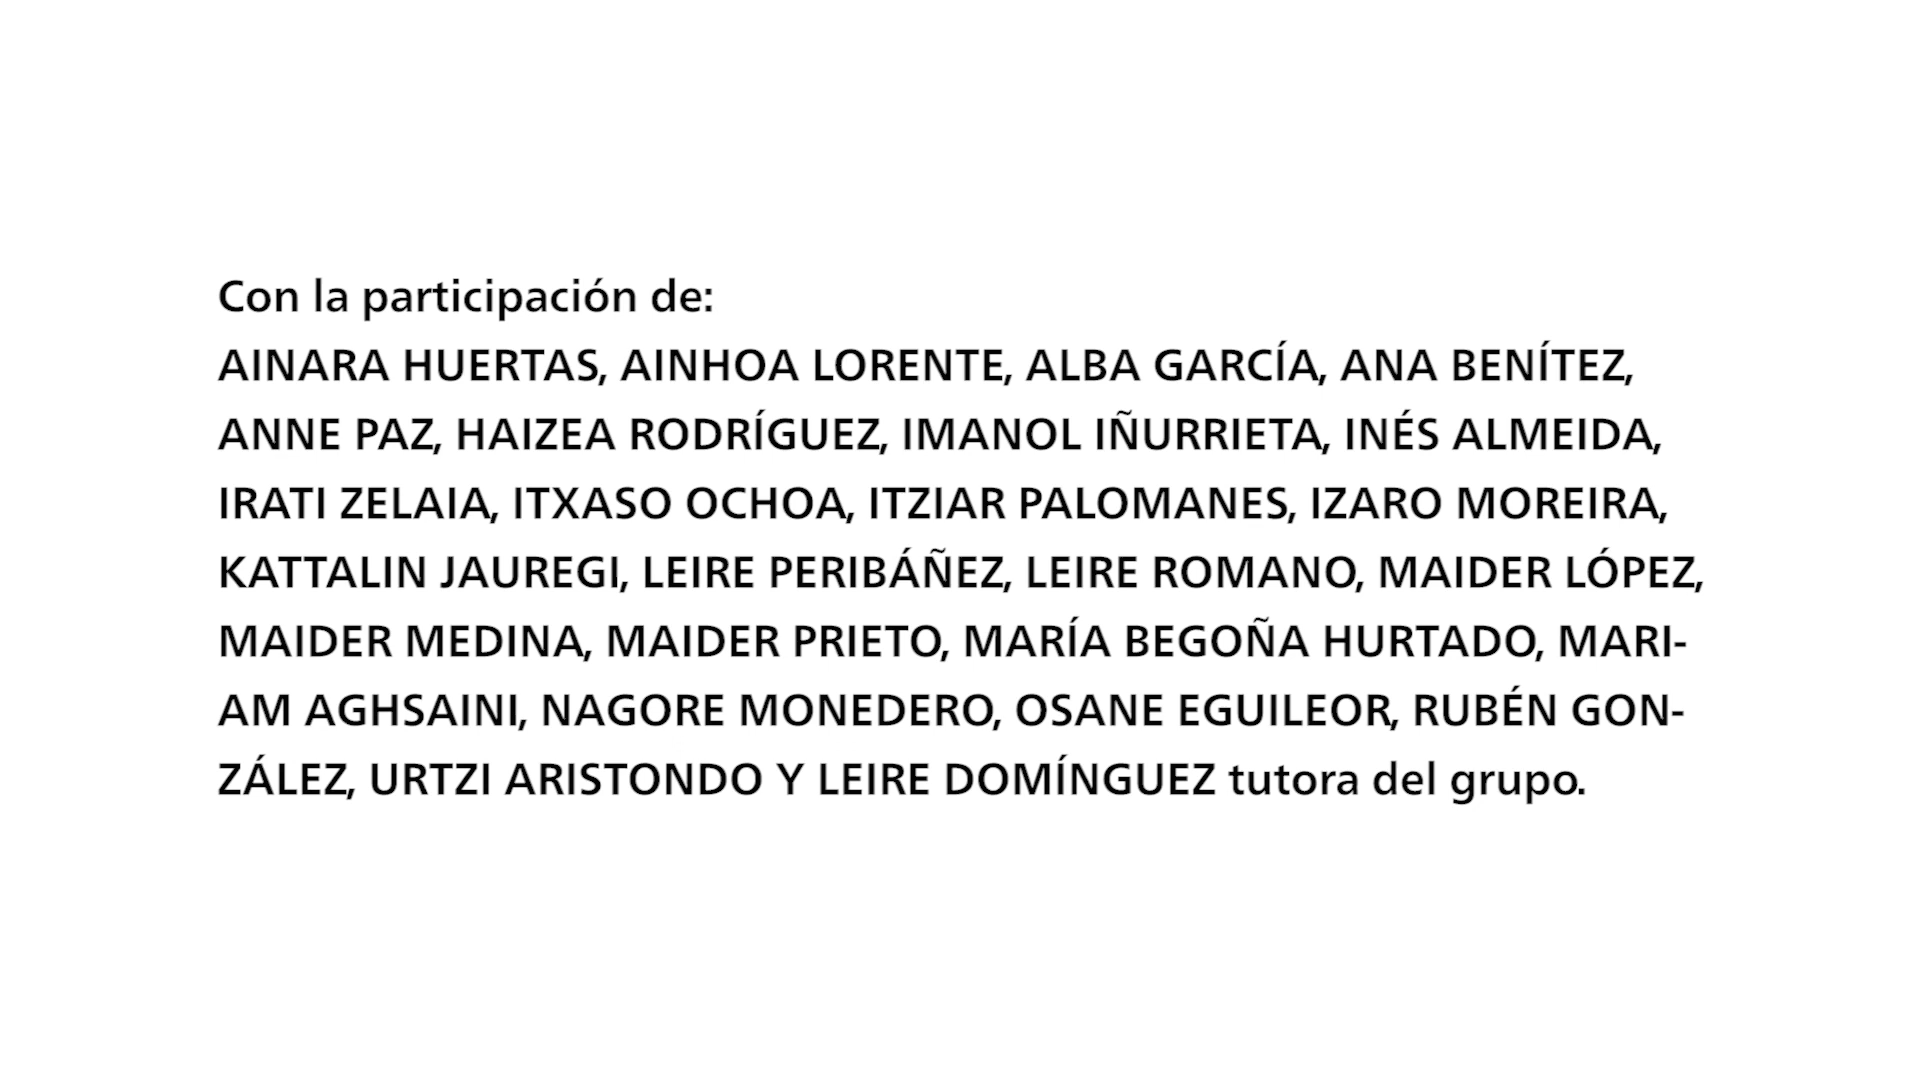 Con la participación de:
AINARA HUERTAS, AINHOA LORENTE, ALBA GARCÍA, ANA BENÍTEZ,
ANNE PAZ, HAIZEA RODRÍGUEZ, IMANOL IÑURRIETA, INÉS ALMEIDA,
IRATI ZELAIA, ITXASO OCHOA, ITZIAR PALOMANES, IZARO MOREIRA,
KATTALIN JAUREGI, LEIRE PERIBÁÑEZ, LEIRE ROMANO, MAIDER LÓPEZ,
MAIDER MEDINA, MAIDER PRIETO, MARÍA BEGOÑA HURTADO, MARI-
AM AGHSAINI, NAGORE MONEDERO, OSANE EGUILEOR, RUBÉN GON-
ZÁLEZ, URTZI ARISTONDO Y LEIRE DOMÍNGUEZ tutora del grupo.